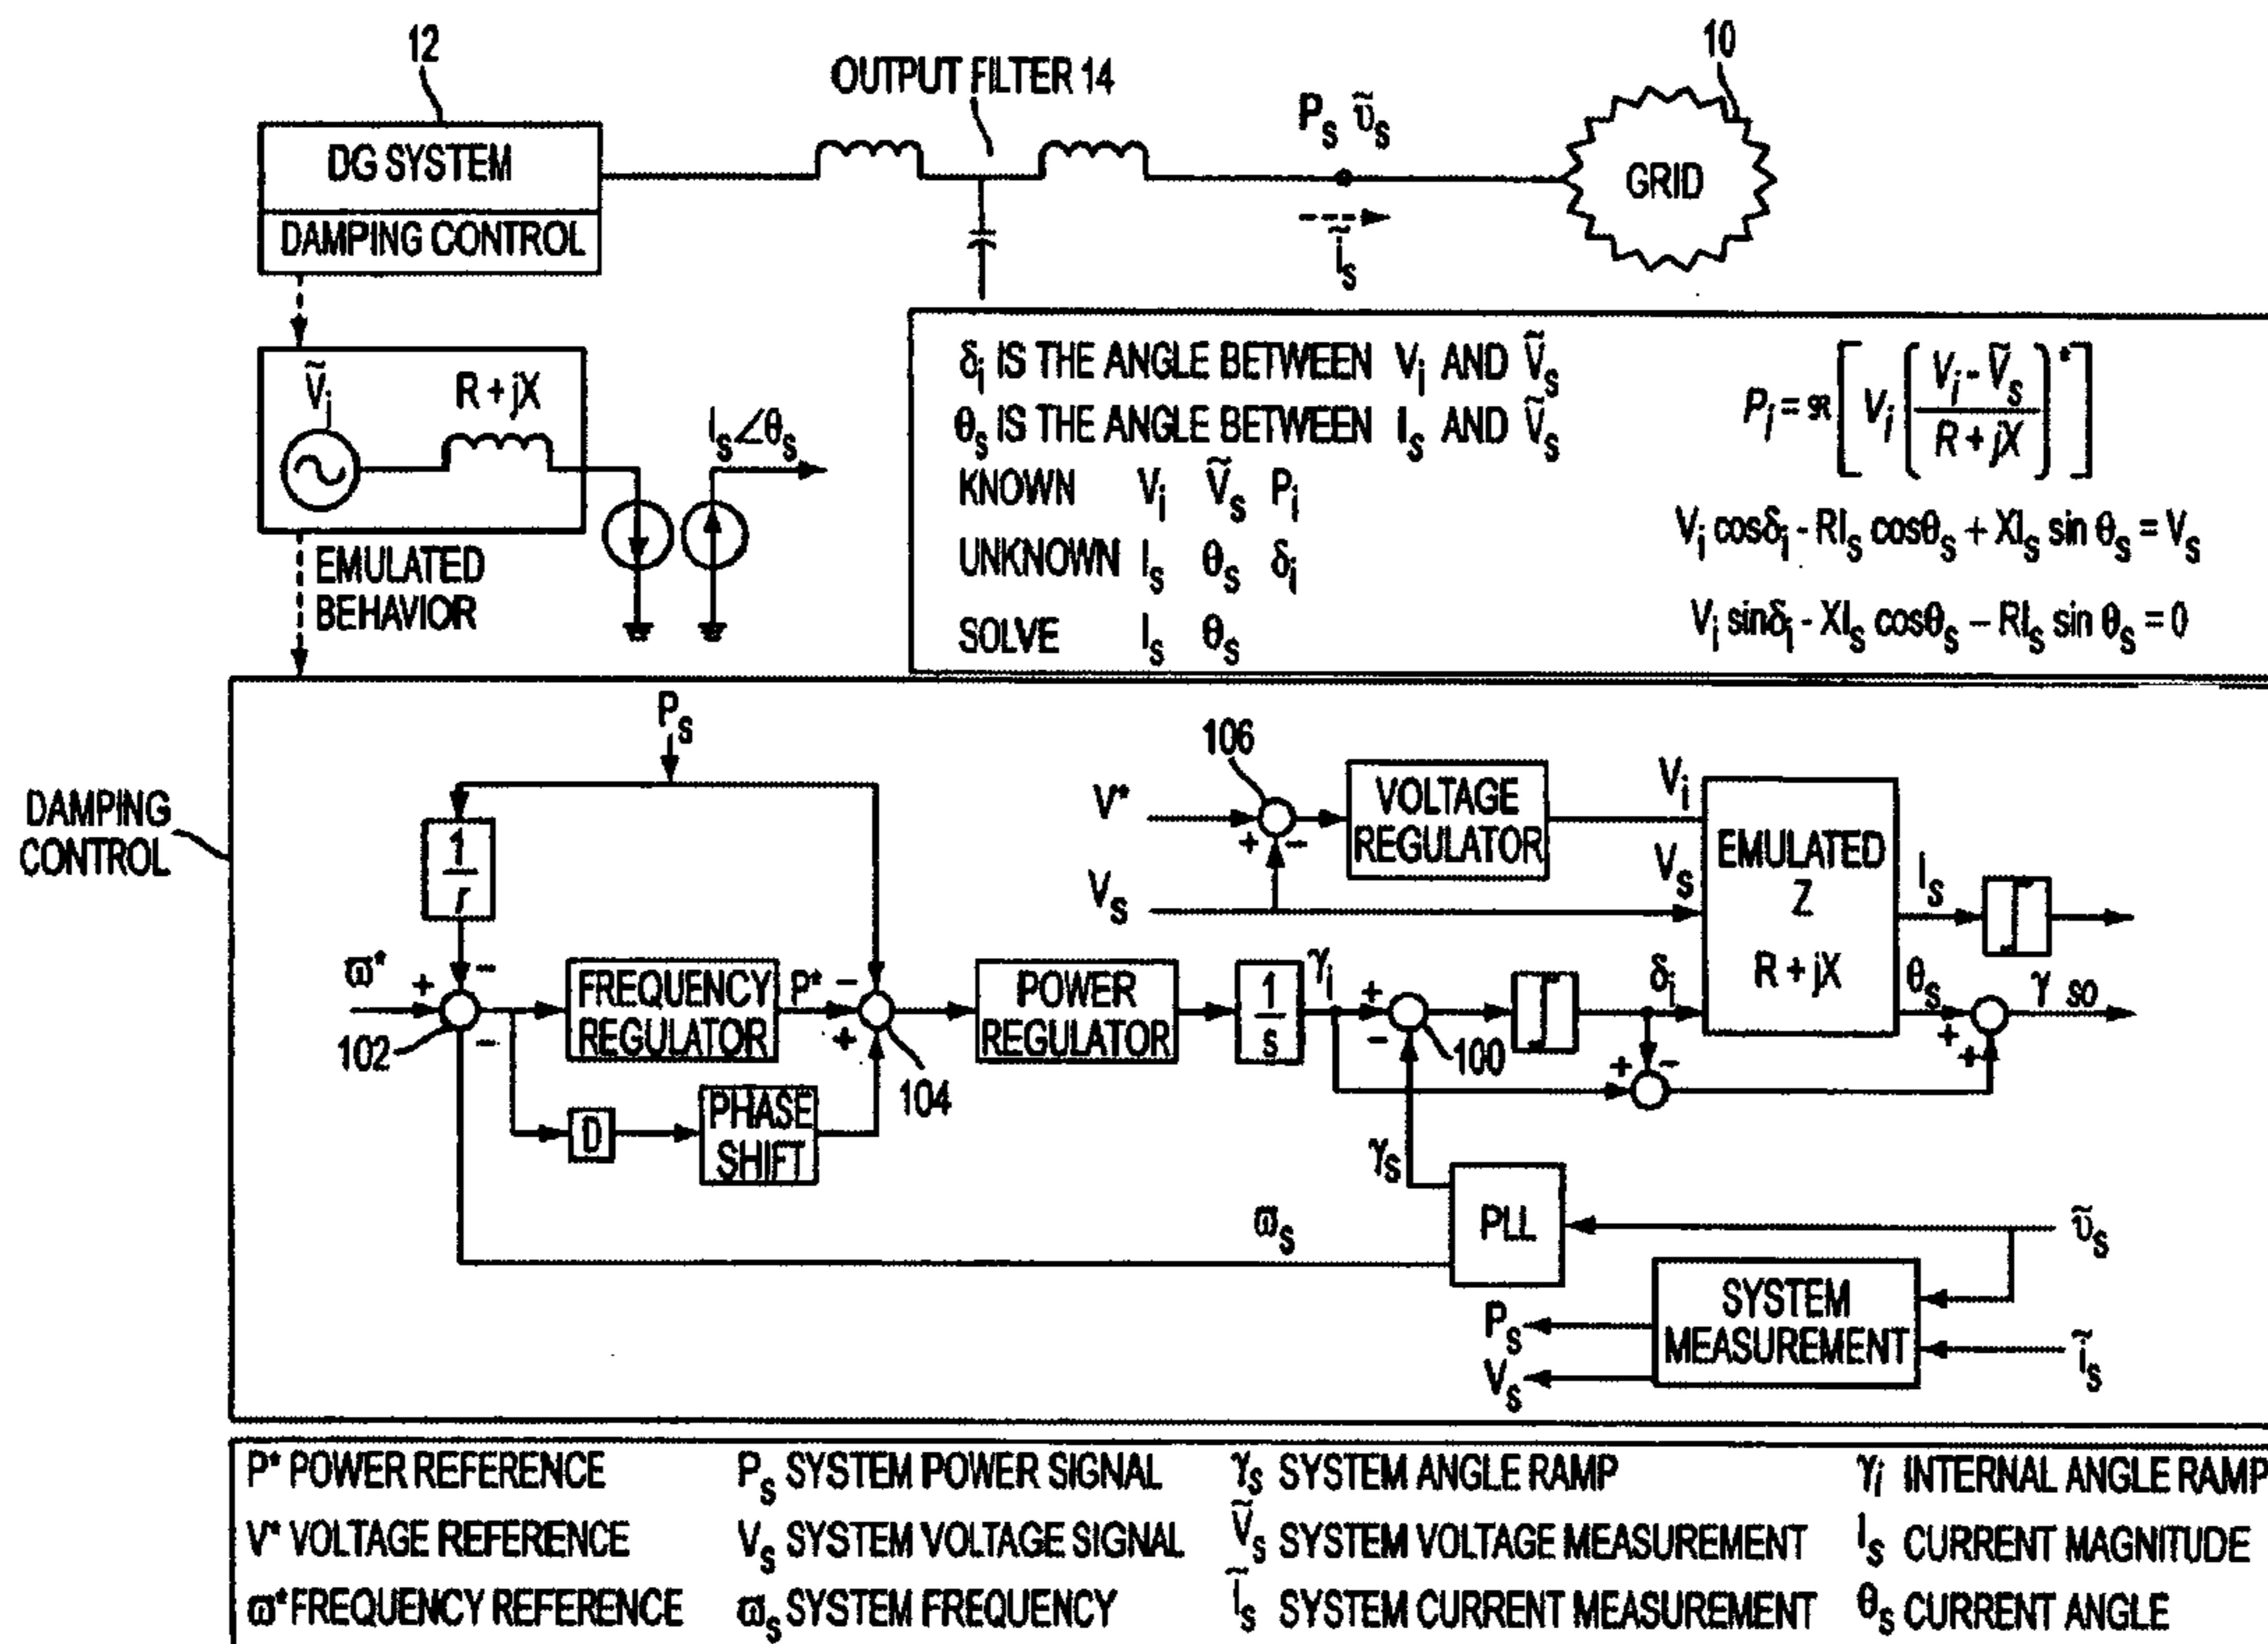 12
OUTPUT FILTER 14
10
P_s ṽ_s
DG SYSTEM
DAMPING CONTROL
GRID
ĩ_s
Ṽ_i
R + jX
I_s∠θ_s
EMULATED
BEHAVIOR
δ_i IS THE ANGLE BETWEEN V_i AND Ṽ_s
θ_s IS THE ANGLE BETWEEN I_s AND Ṽ_s
KNOWN V_i Ṽ_s P_i
UNKNOWN I_s θ_s δ_i
SOLVE I_s θ_s
P_i = ℜ[V_i((V_i - Ṽ_s)/(R + jX))*]
V_i cosδ_i - RI_s cosθ_s + XI_s sin θ_s = V_s
V_i sinδ_i - XI_s cosθ_s – RI_s sin θ_s = 0
DAMPING
CONTROL
P_s
1/r
ϖ* + - -
102
FREQUENCY
REGULATOR
P* - +
104
D
PHASE
SHIFT
POWER
REGULATOR
1/s
γ_i + -
100
106
V* + -
V_s
VOLTAGE
REGULATOR
V_i
V_s
δ_i
+ -
EMULATED
Z
R + jX
I_s
θ_s
+ +
γ_so
γ_s
ϖ_s
PLL
ṽ_s
SYSTEM
MEASUREMENT
P_s
V_s
ĩ_s
P* POWER REFERENCE P_s SYSTEM POWER SIGNAL γ_s SYSTEM ANGLE RAMP γ_i INTERNAL ANGLE RAMP
V* VOLTAGE REFERENCE V_s SYSTEM VOLTAGE SIGNAL Ṽ_s SYSTEM VOLTAGE MEASUREMENT I_s CURRENT MAGNITUDE
ϖ* FREQUENCY REFERENCE ϖ_s SYSTEM FREQUENCY Ĩ_s SYSTEM CURRENT MEASUREMENT θ_s CURRENT ANGLE